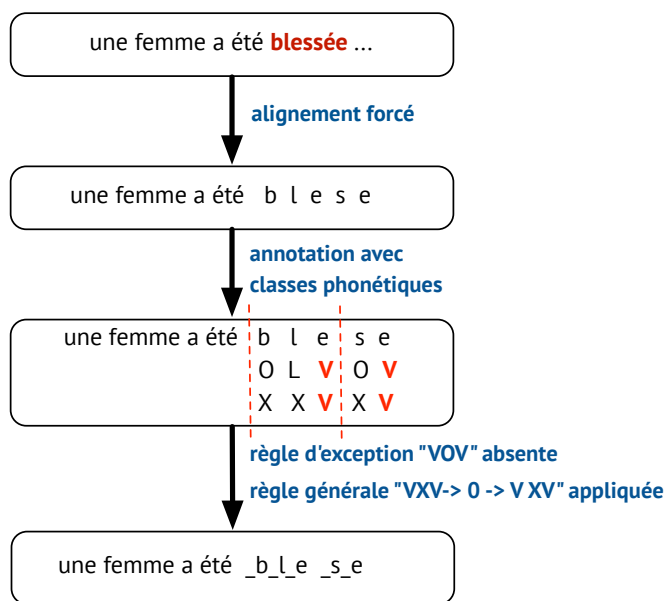 une femme a été blessée ...
alignement forcé
une femme a été b l e s e
annotation avec
classes phonétiques
une femme a été b l e s e
O L V O V
X X V X V
règle d'exception "VOV" absente
règle générale "VXV-> 0 -> V XV" appliquée
une femme a été _b_l_e _s_e